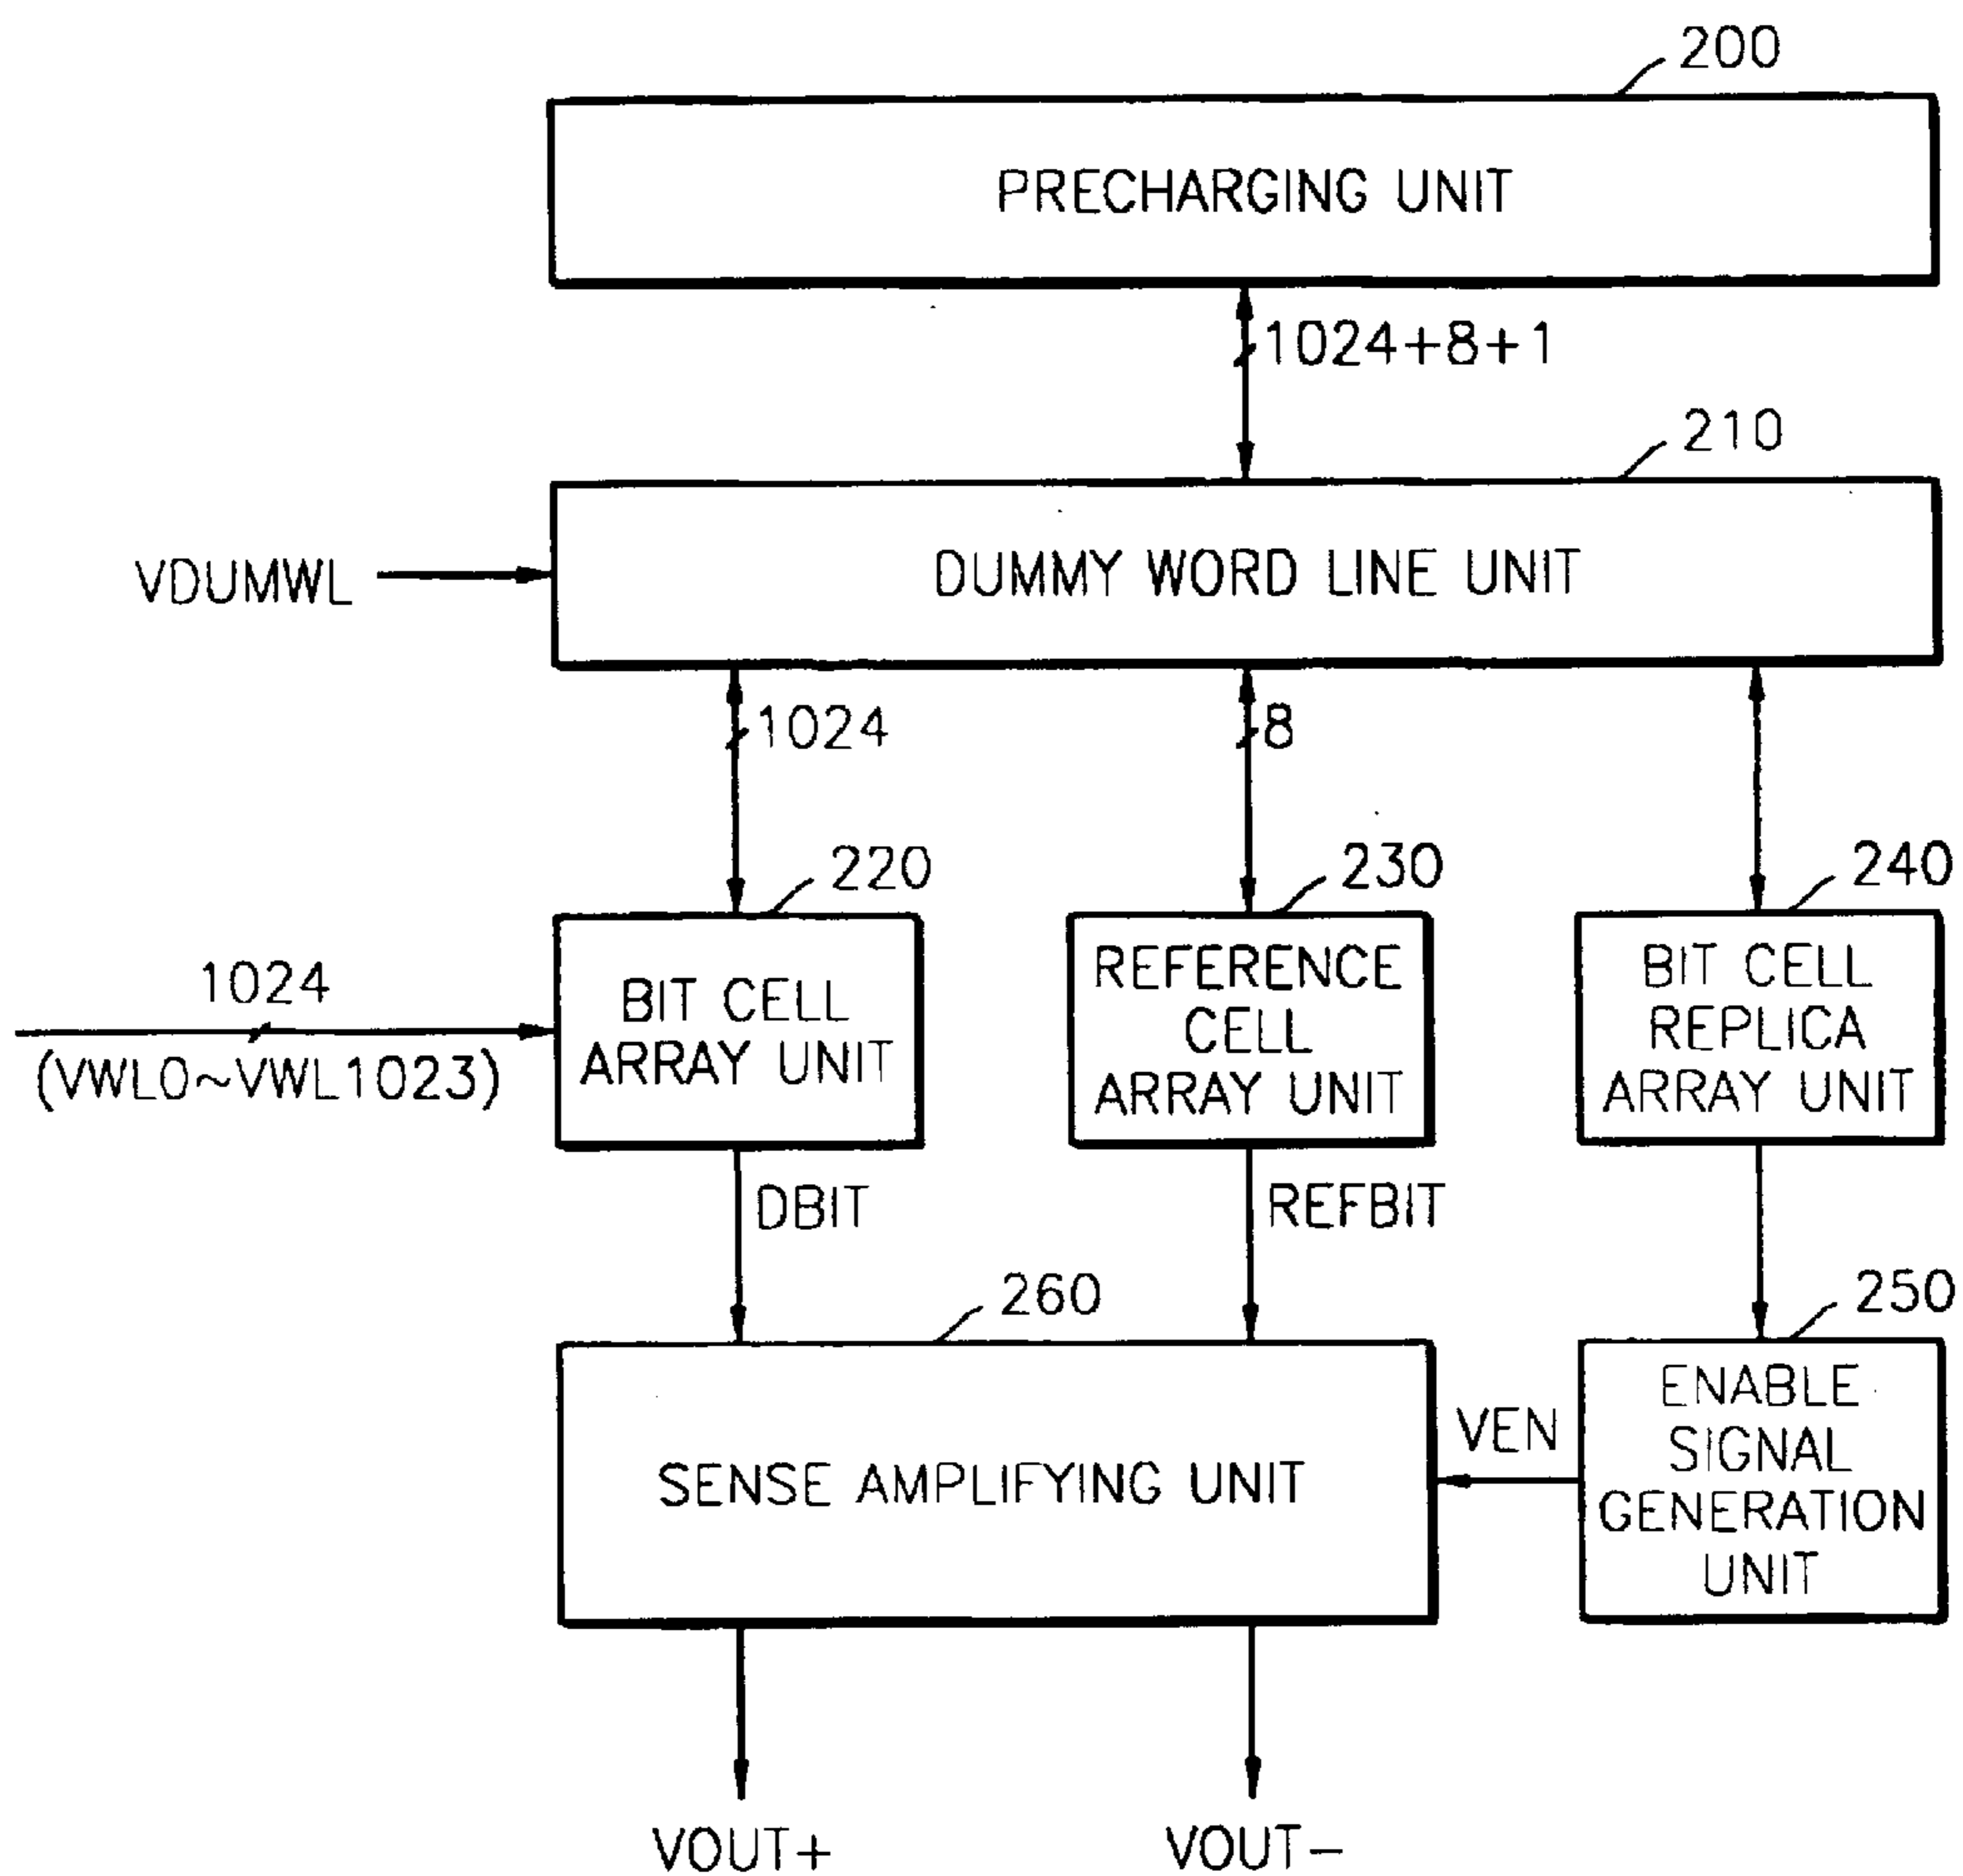 200
PRECHARGING UNIT
1024+8+1
210
VDUMWL
DUMMY WORD LINE UNIT
1024
8
220
230
240
1024
(VWL0~VWL1023)
BIT CELL
ARRAY UNIT
REFERENCE
CELL
ARRAY UNIT
BIT CELL
REPLICA
ARRAY UNIT
DBIT
REFBIT
260
250
SENSE AMPLIFYING UNIT
VEN
ENABLE
SIGNAL
GENERATION
UNIT
VOUT+
VOUT-